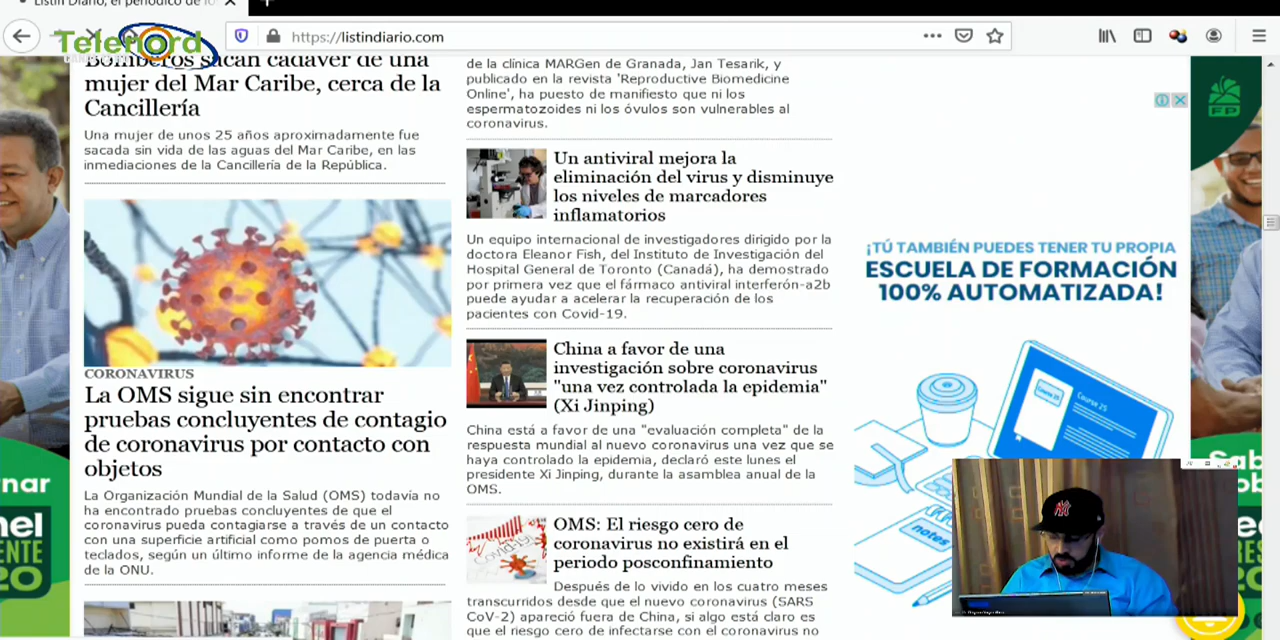 Listín Diario, el periódico de lo
Telenord
https://listindiario.com
Bomberos sacan cadáver de una
mujer del Mar Caribe, cerca de la
Cancillería
Una mujer de unos 25 años aproximadamente fue
sacada sin vida de las aguas del Mar Caribe, en las
inmediaciones de la Cancillería de la República.
CORONAVIRUS
La OMS sigue sin encontrar
pruebas concluyentes de contagio
de coronavirus por contacto con
objetos
La Organización Mundial de la Salud (OMS) todavía no
ha encontrado pruebas concluyentes de que el
coronavirus pueda contagiarse a través de un contacto
con una superficie artificial como pomos de puerta o
teclados, según un último informe de la agencia médica
de la ONU.
de la clínica MARGen de Granada, Jan Tesarik, y
publicado en la revista 'Reproductive Biomedicine
Online', ha puesto de manifiesto que ni los
espermatozoides ni los óvulos son vulnerables al
coronavirus.
Un antiviral mejora la
eliminación del virus y disminuye
los niveles de marcadores
inflamatorios
Un equipo internacional de investigadores dirigido por la
doctora Eleanor Fish, del Instituto de Investigación del
Hospital General de Toronto (Canadá), ha demostrado
por primera vez que el fármaco antiviral interferón-a2b
puede ayudar a acelerar la recuperación de los
pacientes con Covid-19.
China a favor de una
investigación sobre coronavirus
"una vez controlada la epidemia"
(Xi Jinping)
China está a favor de una "evaluación completa" de la
respuesta mundial al nuevo coronavirus una vez que se
haya controlado la epidemia, declaró este lunes el
presidente Xi Jinping, durante la asamblea anual de la
OMS.
OMS: El riesgo cero de
coronavirus no existirá en el
periodo posconfinamiento
Después de lo vivido en los cuatro meses
transcurridos desde que el nuevo coronavirus (SARS
CoV-2) apareció fuera de China, si algo está claro es
que el riesgo cero de infectarse con el coronavirus no
¡TÚ TAMBIÉN PUEDES TENER TU PROPIA
ESCUELA DE FORMACIÓN
100% AUTOMATIZADA!
Course 25
notes
FP